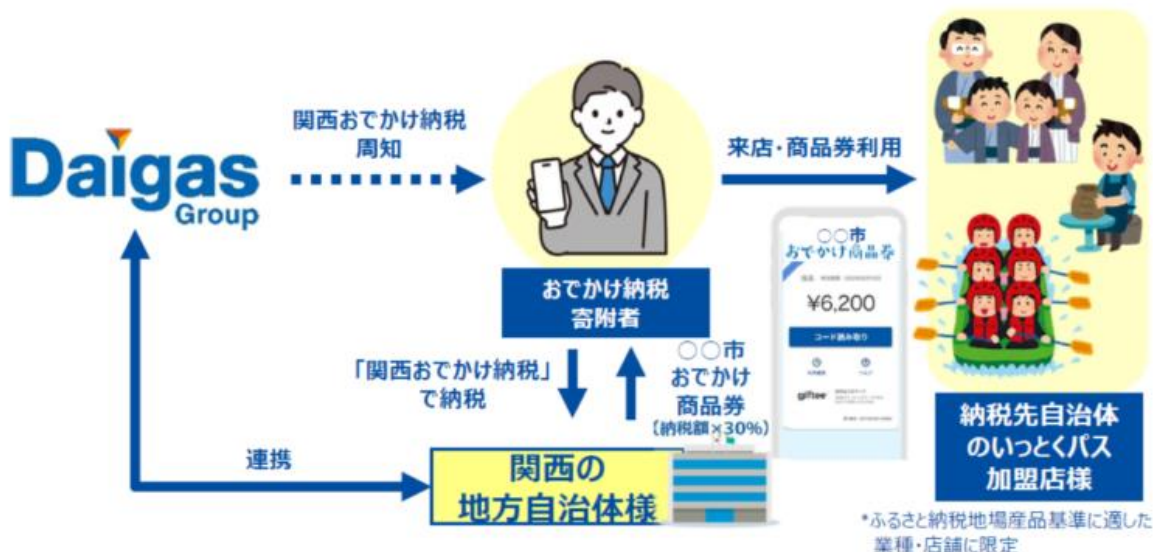 Daigas
Group
関西おでかけ納税
周知
来店・商品券利用
おでかけ納税
寄附者
「関西おでかけ納税」
で納税
○○市
おでかけ
商品券
(納税額×30%)
連携
関西の
地方自治体様
○○市
おでかけ商品券
¥6,200
コード読み取り
giftee
納税先自治体
のいっとくパス
加盟店様
*ふるさと納税地場産品基準に適した
業種・店舗に限定